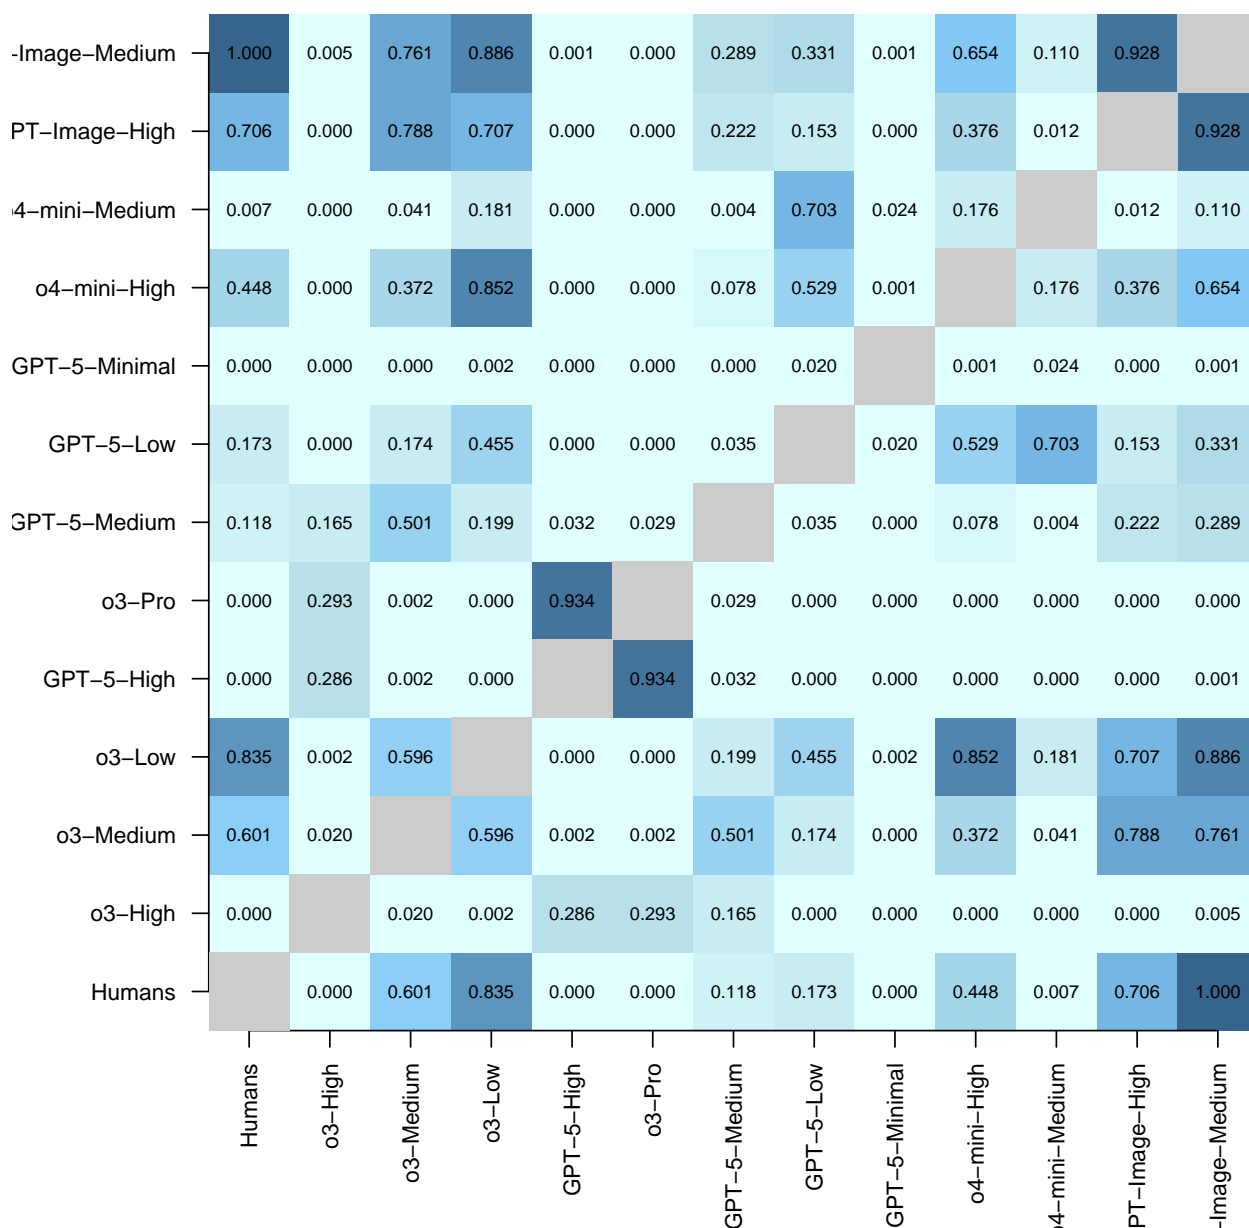 -Image-Medium 1.000 0.005 0.761 0.886 0.001 0.000 0.289 0.331 0.001 0.654 0.110 0.928
PT-Image-High 0.706 0.000 0.788 0.707 0.000 0.000 0.222 0.153 0.000 0.376 0.012 0.928
o4-mini-Medium 0.007 0.000 0.041 0.181 0.000 0.000 0.004 0.703 0.024 0.176 0.012 0.110
o4-mini-High 0.448 0.000 0.372 0.852 0.000 0.000 0.078 0.529 0.001 0.176 0.376 0.654
GPT-5-Minimal 0.000 0.000 0.000 0.002 0.000 0.000 0.000 0.020 0.001 0.024 0.000 0.001
GPT-5-Low 0.173 0.000 0.174 0.455 0.000 0.000 0.035 0.020 0.529 0.703 0.153 0.331
GPT-5-Medium 0.118 0.165 0.501 0.199 0.032 0.029 0.035 0.000 0.078 0.004 0.222 0.289
o3-Pro 0.000 0.293 0.002 0.000 0.934 0.029 0.000 0.000 0.000 0.000 0.000 0.000
GPT-5-High 0.000 0.286 0.002 0.000 0.934 0.032 0.000 0.000 0.000 0.000 0.000 0.001
o3-Low 0.835 0.002 0.596 0.000 0.000 0.199 0.455 0.002 0.852 0.181 0.707 0.886
o3-Medium 0.601 0.020 0.596 0.002 0.002 0.501 0.174 0.000 0.372 0.041 0.788 0.761
o3-High 0.000 0.020 0.002 0.286 0.293 0.165 0.000 0.000 0.000 0.000 0.000 0.005
Humans 0.000 0.601 0.835 0.000 0.000 0.118 0.173 0.000 0.448 0.007 0.706 1.000
Humans
o3-High
o3-Medium
o3-Low
GPT-5-High
o3-Pro
GPT-5-Medium
GPT-5-Low
GPT-5-Minimal
o4-mini-High
o4-mini-Medium
PT-Image-High
-Image-Medium